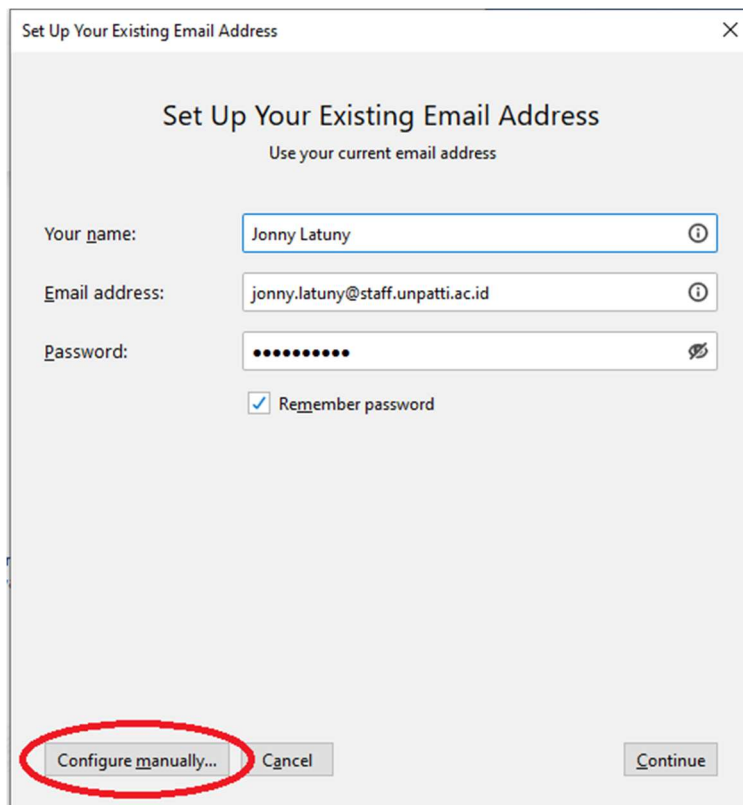 Set Up Your Existing Email Address
Set Up Your Existing Email Address
Use your current email address
Your name: Jonny Latuny
Email address: jonny.latuny@staff.unpatti.ac.id
Password: ••••••••••
Remember password
Configure manually... Cancel Continue